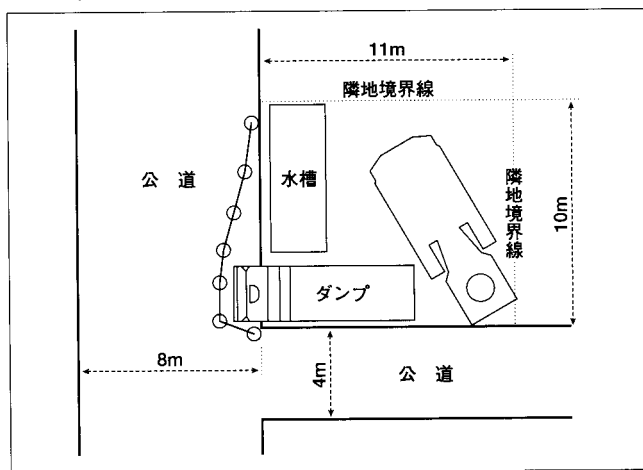 11m
隣地境界線
公 道
水槽
隣地境界線
10m
ダンプ
8m
4m
公 道